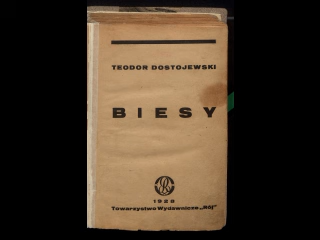 TEODOR DOSTOJEWSKI
BIESY
1928
Towarzystwo Wydawnicze „RÓJ”